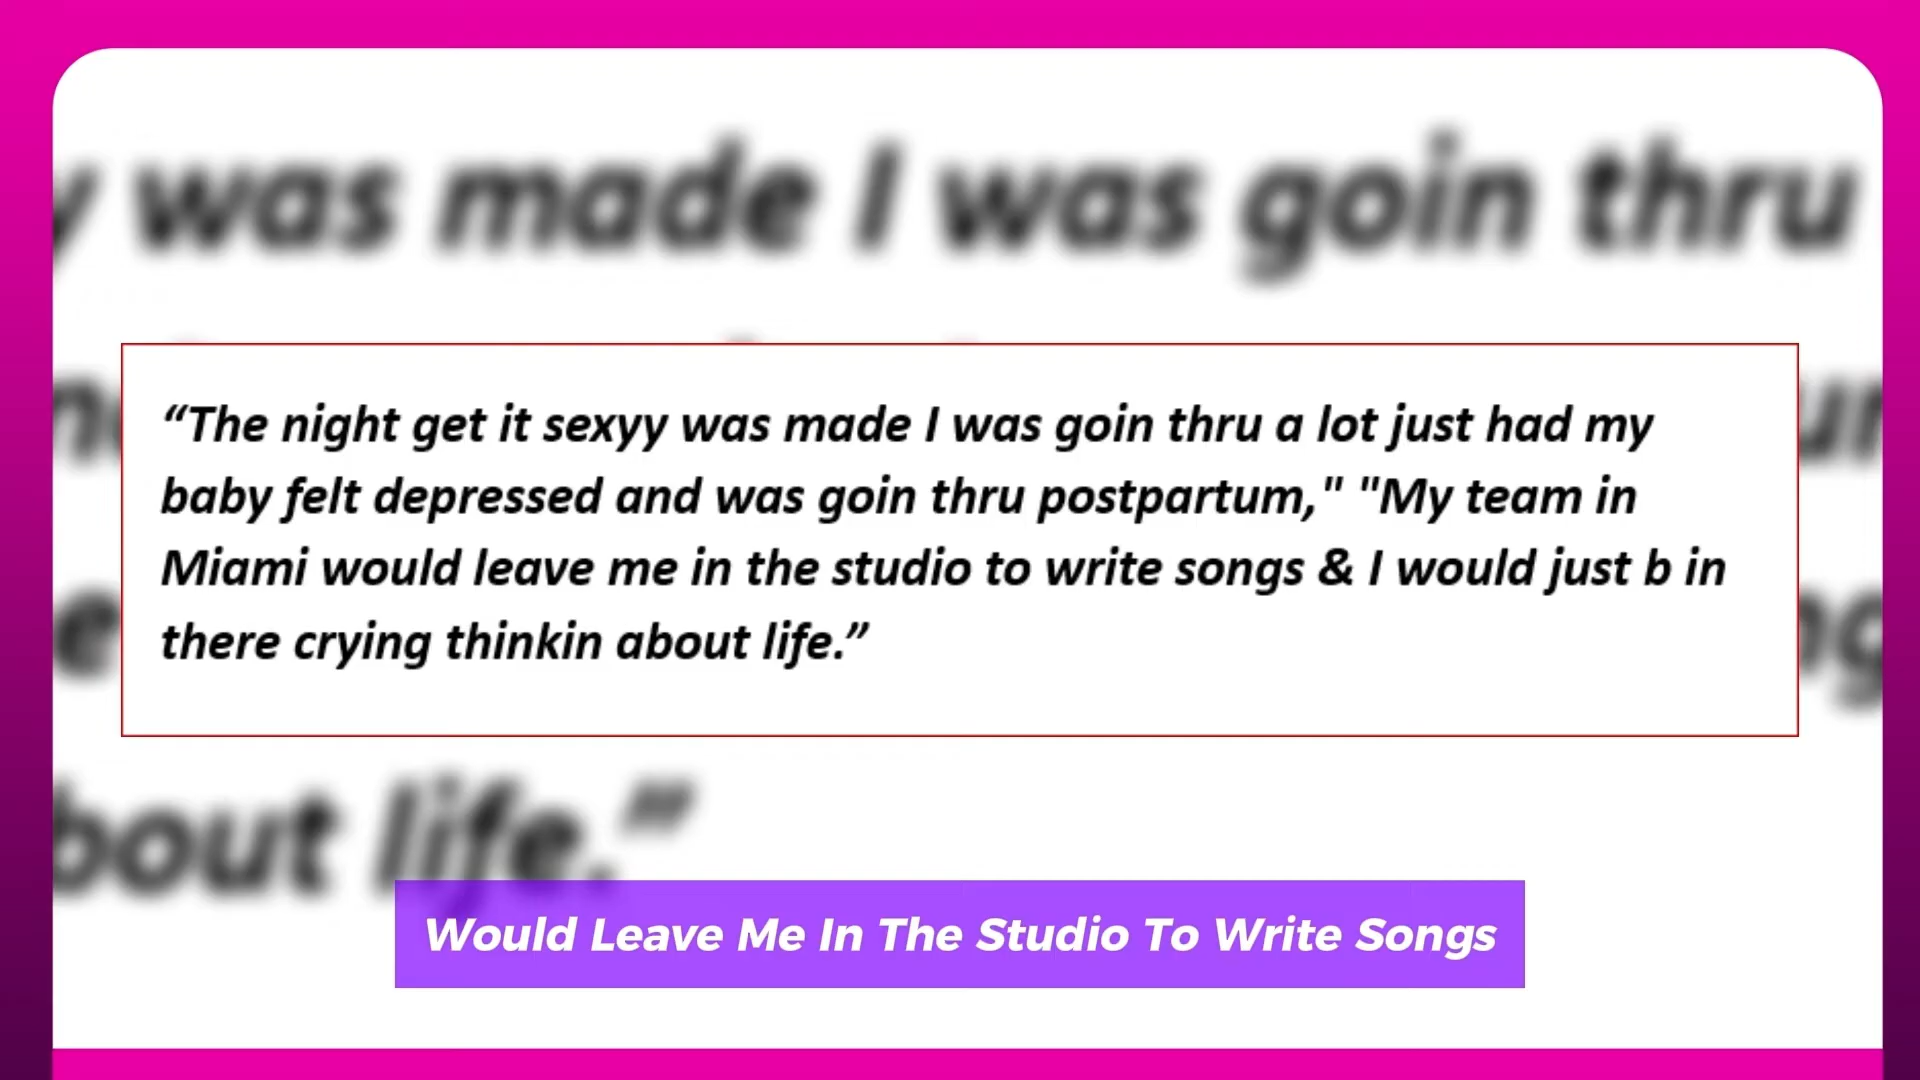 y was made I was goin thru
“The night get it sexyy was made I was goin thru a lot just had my
baby felt depressed and was goin thru postpartum," "My team in
Miami would leave me in the studio to write songs & I would just b in
there crying thinkin about life.”
bout life.”
Would Leave Me In The Studio To Write Songs